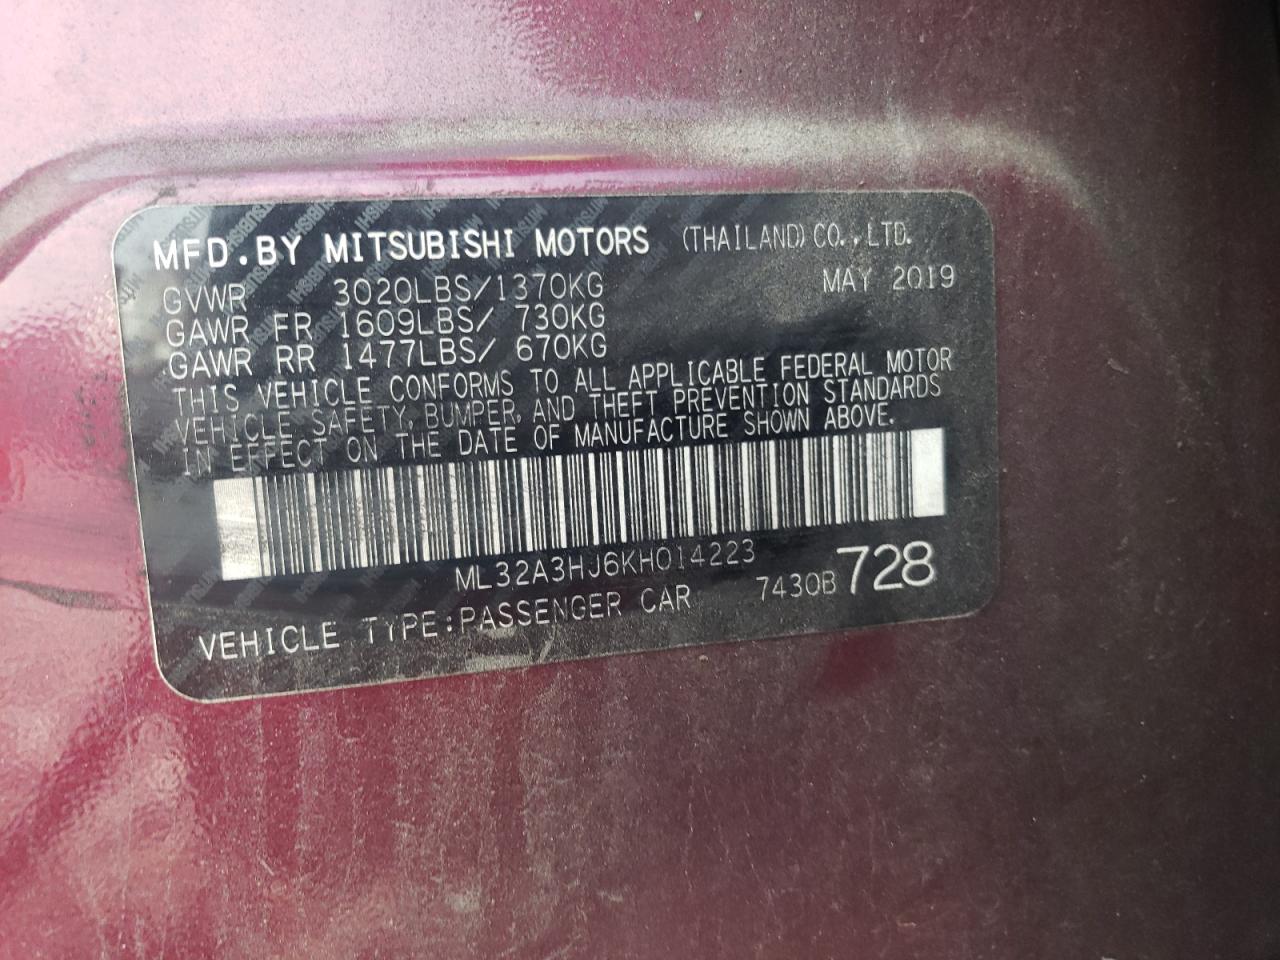 MFD.BY MITSUBISHI MOTORS (THAILAND) CO.,LTD.
MAY 2019
GVWR 3020LBS/1370KG
GAWR FR 1609LBS/ 730KG
GAWR RR 1477LBS/ 670KG
THIS VEHICLE CONFORMS TO ALL APPLICABLE FEDERAL MOTOR
VEHICLE SAFETY, BUMPER, AND THEFT PREVENTION STANDARDS
IN EFFECT ON THE DATE OF MANUFACTURE SHOWN ABOVE.
ML32A3HJ6KH014223
7430B 728
VEHICLE TYPE:PASSENGER CAR